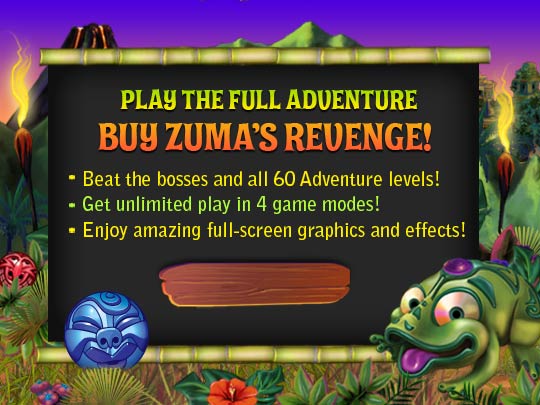 PLAY THE FULL ADVENTURE
BUY ZUMA'S REVENGE!
- Beat the bosses and all 60 Adventure levels!
- Get unlimited play in 4 game modes!
- Enjoy amazing full-screen graphics and effects!